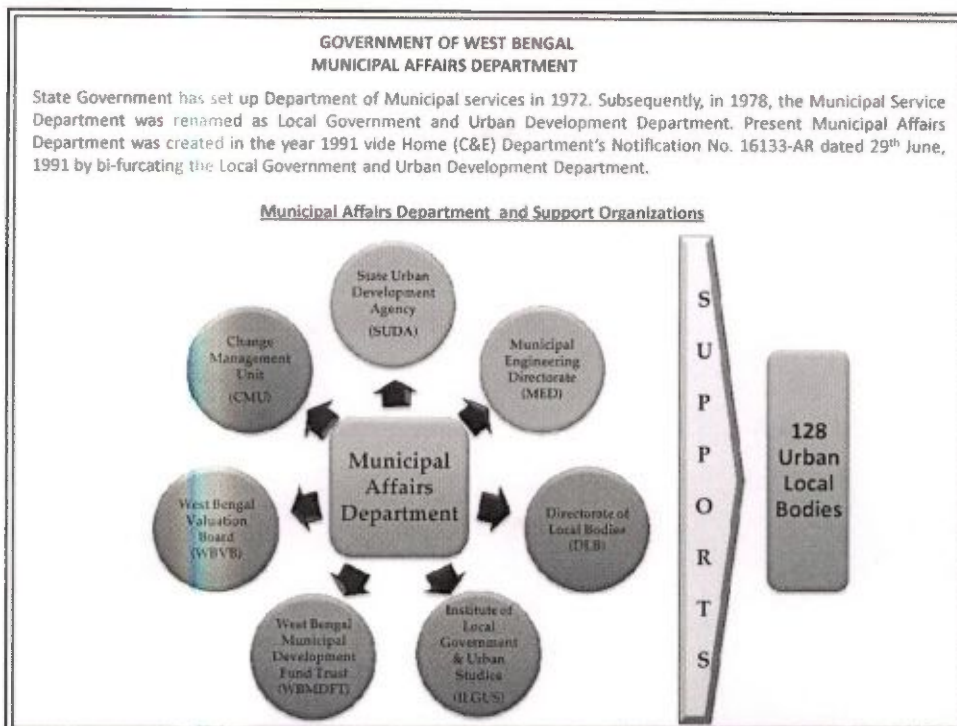 GOVERNMENT OF WEST BENGAL
MUNICIPAL AFFAIRS DEPARTMENT
State Government has set up Department of Municipal services in 1972. Subsequently, in 1978, the Municipal Service
Department was renamed as Local Government and Urban Development Department. Present Municipal Affairs
Department was created in the year 1991 vide Home (C&E) Department's Notification No. 16133-AR dated 29th June,
1991 by bi-furcating the Local Government and Urban Development Department.
Municipal Affairs Department and Support Organizations
State Urban
Development
Agency
(SUDA)
Municipal
Engineering
Directorate
(MED)
Directorate of
Local Bodies
(DLB)
Institute of
Local
Government
& Urban
Studies
(ILGUS)
West Bengal
Municipal
Development
Fund Trust
(WBMDFT)
West Bengal
Valuation
Board
(WBVB)
Change
Management
Unit
(CMU)
Municipal
Affairs
Department
S
U
P
P
O
R
T
S
128
Urban
Local
Bodies